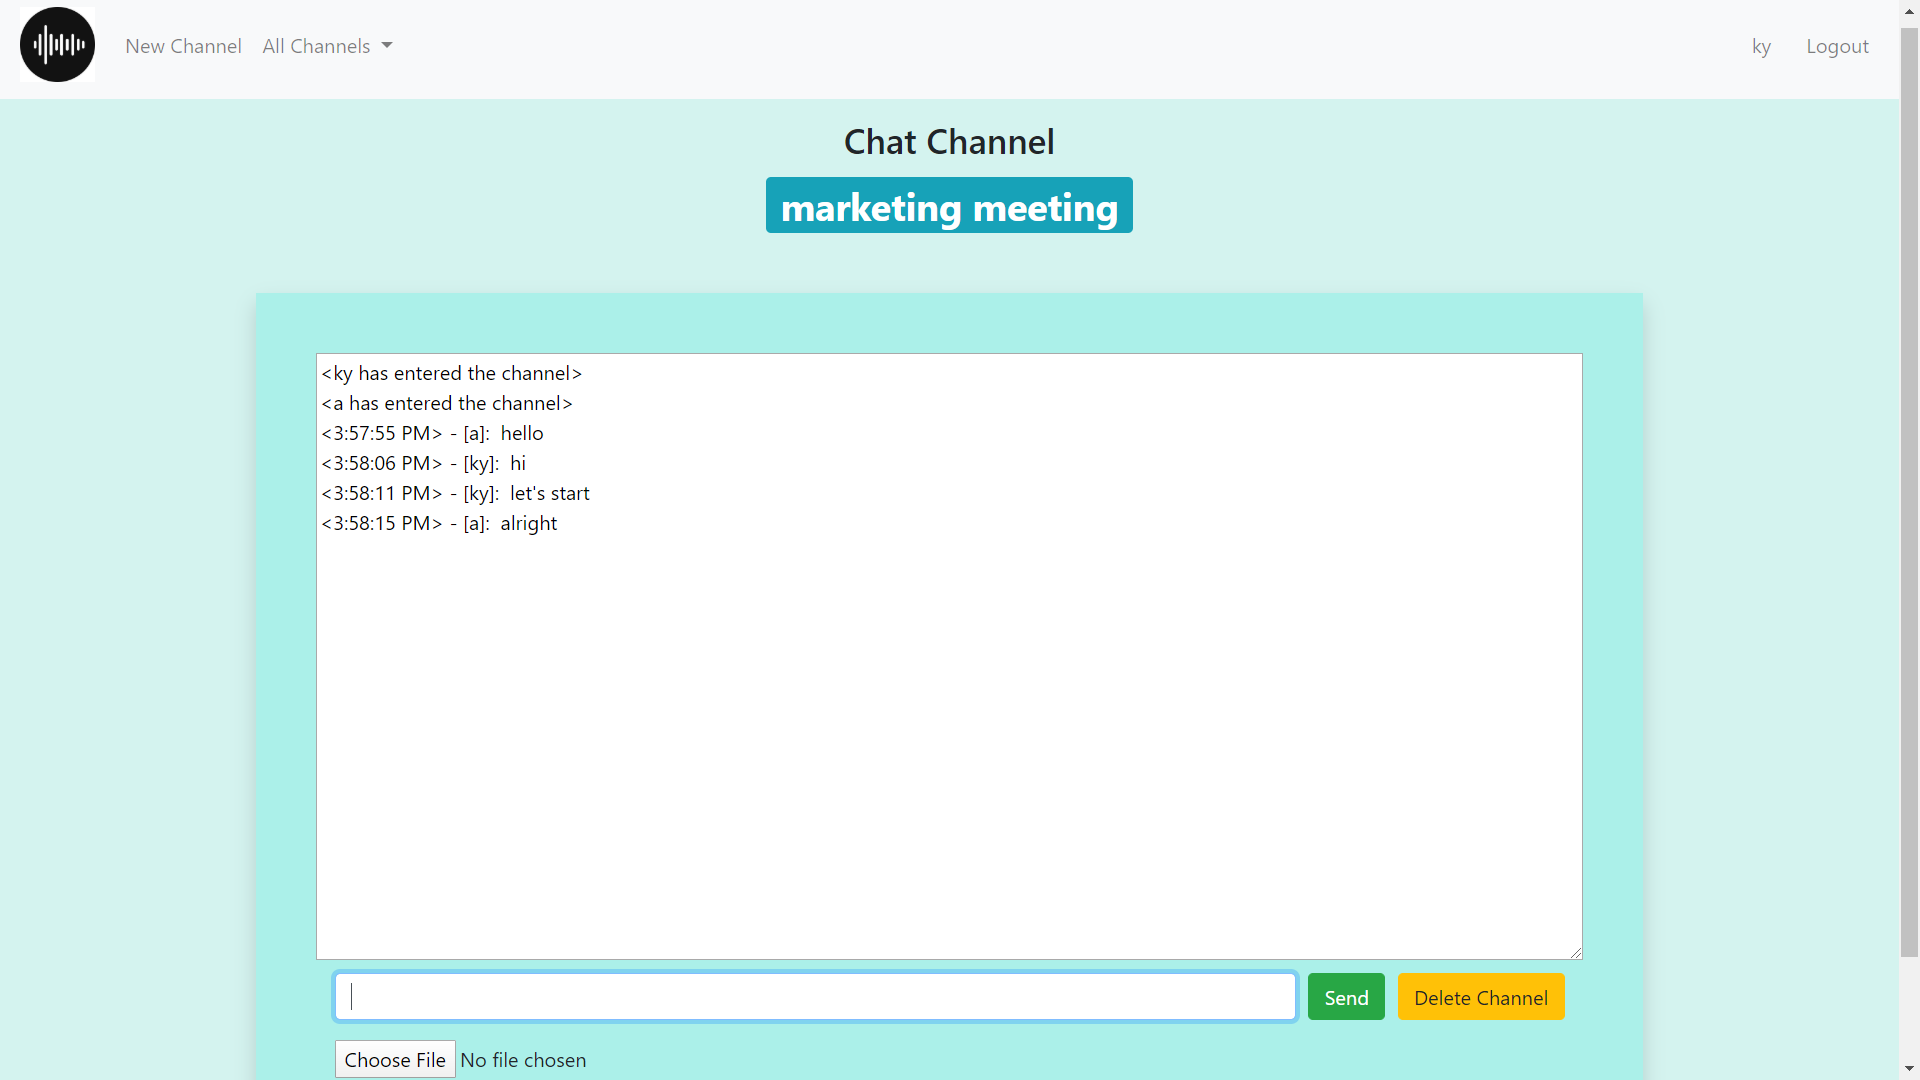 New Channel All Channels ky Logout
Chat Channel
marketing meeting
<ky has entered the channel>
<a has entered the channel>
<3:57:55 PM> - [a]:  hello
<3:58:06 PM> - [ky]:  hi
<3:58:11 PM> - [ky]:  let's start
<3:58:15 PM> - [a]:  alright
Send Delete Channel
Choose File No file chosen